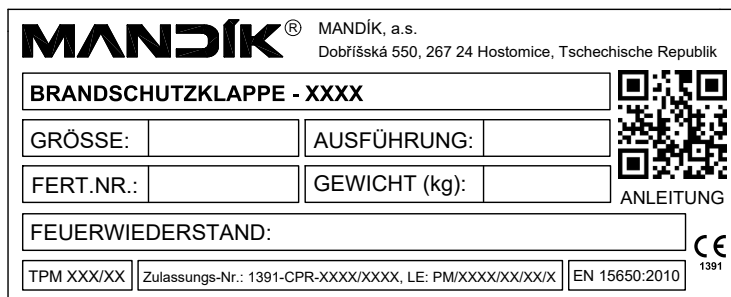 MANDÍK® MANDÍK, a.s.
Dobříšská 550, 267 24 Hostomice, Tschechische Republik
BRANDSCHUTZKLAPPE - XXXX
GRÖSSE: AUSFÜHRUNG:
FERT.NR.: GEWICHT (kg):
ANLEITUNG
FEUERWIEDERSTAND:
CE
1391
TPM XXX/XX Zulassungs-Nr.: 1391-CPR-XXXX/XXXX, LE: PM/XXXX/XX/XX/X EN 15650:2010